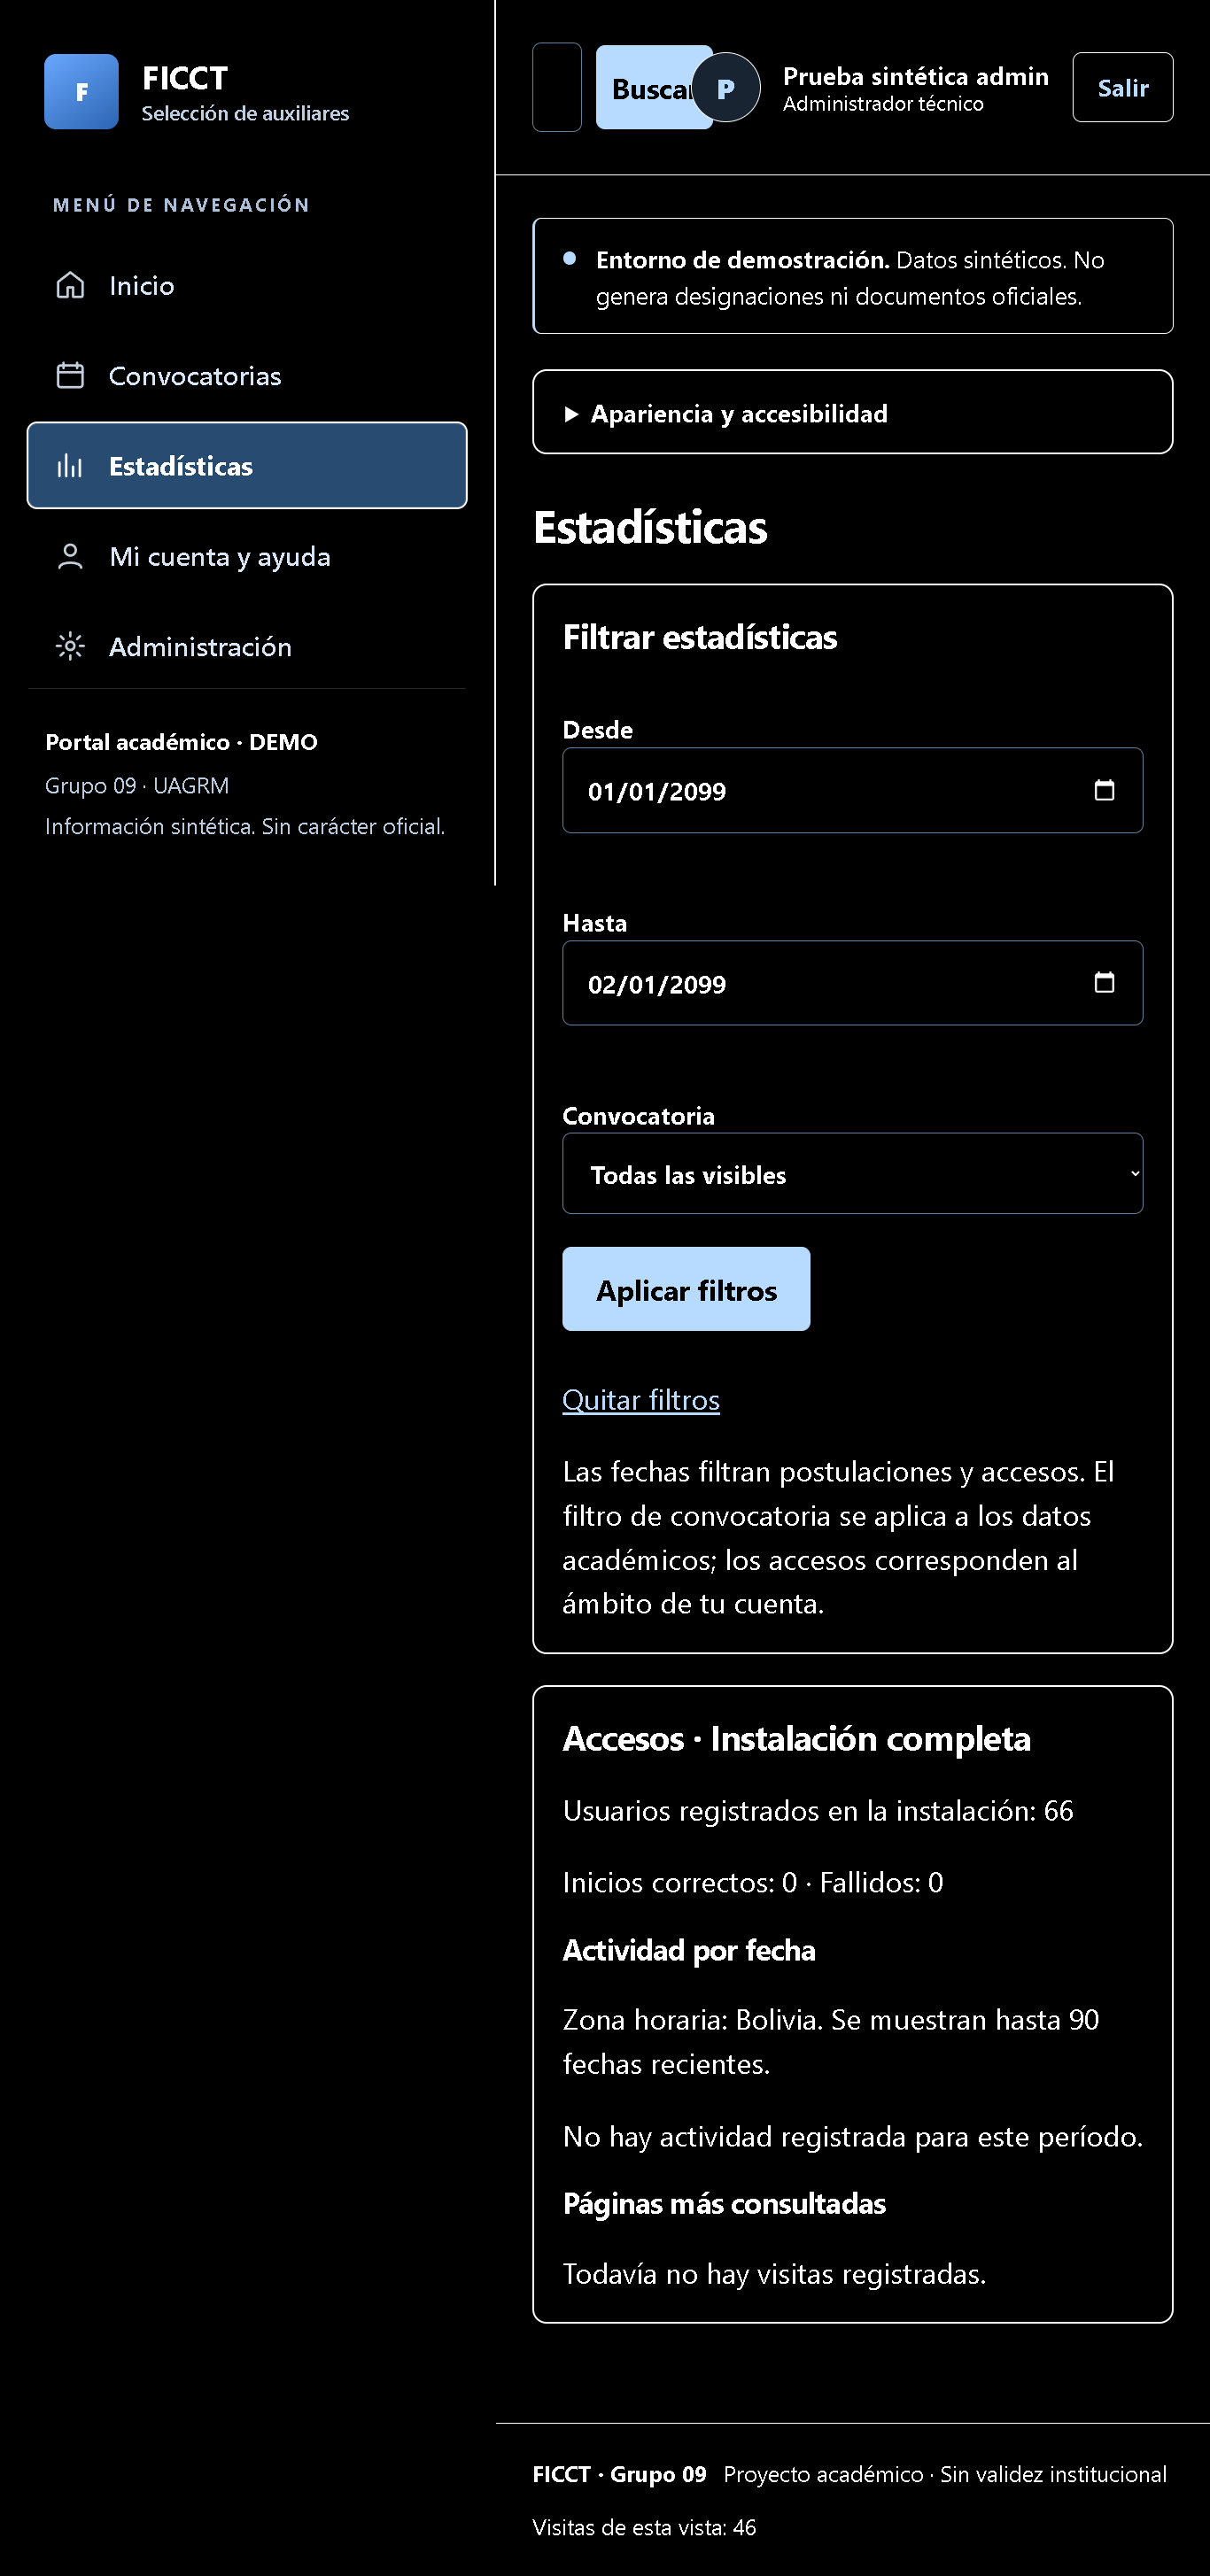 F
FICCT
Selección de auxiliares
MENÚ DE NAVEGACIÓN
Inicio
Convocatorias
Estadísticas
Mi cuenta y ayuda
Administración
Portal académico · DEMO
Grupo 09 · UAGRM
Información sintética. Sin carácter oficial.
Buscar
P
Prueba sintética admin
Administrador técnico
Salir
Entorno de demostración. Datos sintéticos. No
genera designaciones ni documentos oficiales.
Apariencia y accesibilidad
Estadísticas
Filtrar estadísticas
Desde
01/01/2099
Hasta
02/01/2099
Convocatoria
Todas las visibles
Aplicar filtros
Quitar filtros
Las fechas filtran postulaciones y accesos. El
filtro de convocatoria se aplica a los datos
académicos; los accesos corresponden al
ámbito de tu cuenta.
Accesos · Instalación completa
Usuarios registrados en la instalación: 66
Inicios correctos: 0 · Fallidos: 0
Actividad por fecha
Zona horaria: Bolivia. Se muestran hasta 90
fechas recientes.
No hay actividad registrada para este período.
Páginas más consultadas
Todavía no hay visitas registradas.
FICCT · Grupo 09 Proyecto académico · Sin validez institucional
Visitas de esta vista: 46